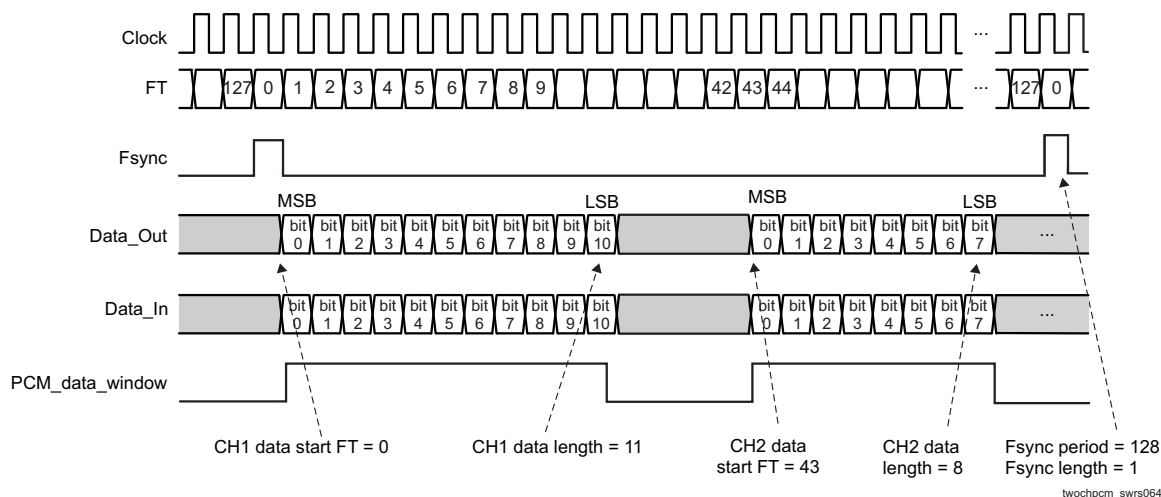 Clock ...
FT 127 0 1 2 3 4 5 6 7 8 9 42 43 44 ... 127 0
Fsync
MSB LSB MSB LSB
Data_Out bit 0 bit 1 bit 2 bit 3 bit 4 bit 5 bit 6 bit 7 bit 8 bit 9 bit 10 bit 0 bit 1 bit 2 bit 3 bit 4 bit 5 bit 6 bit 7 ...
Data_In bit 0 bit 1 bit 2 bit 3 bit 4 bit 5 bit 6 bit 7 bit 8 bit 9 bit 10 bit 0 bit 1 bit 2 bit 3 bit 4 bit 5 bit 6 bit 7 ...
PCM_data_window
CH1 data start FT = 0
CH1 data length = 11
CH2 data
start FT = 43
CH2 data
length = 8
Fsync period = 128
Fsync length = 1
twochpcm_swrs064